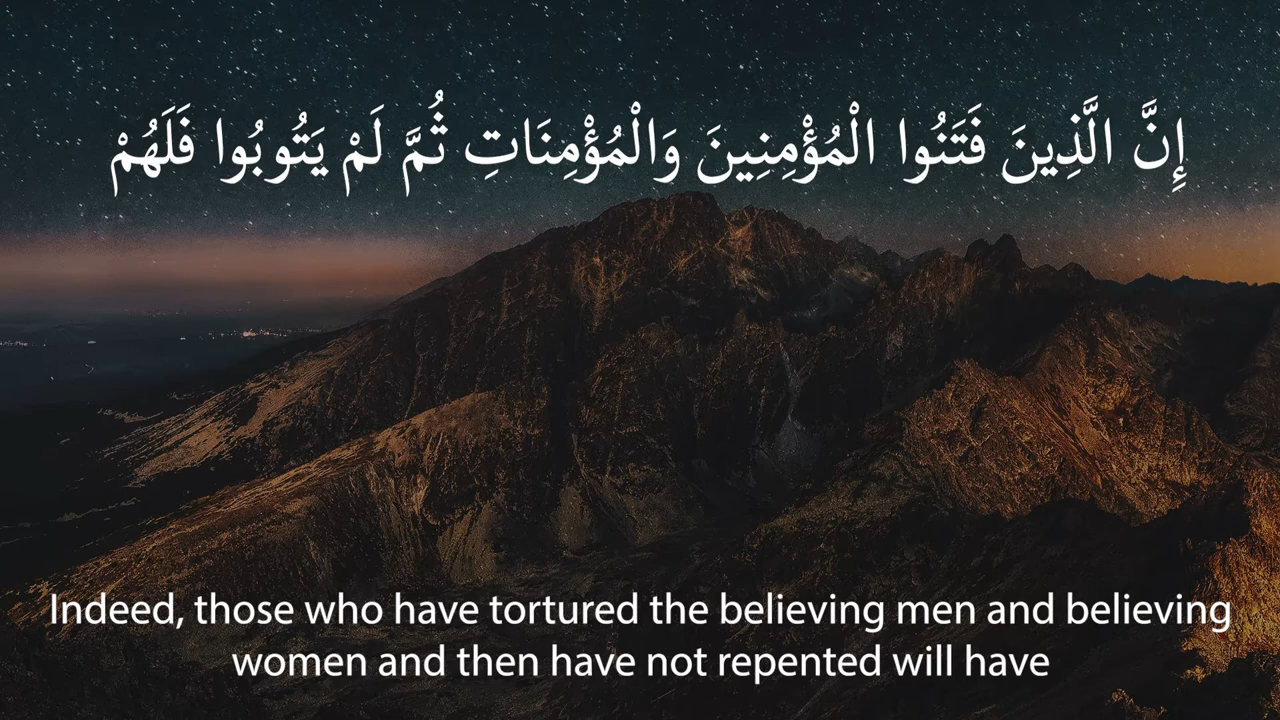 إِنَّ الَّذِينَ فَتَنُوا الْمُؤْمِنِينَ وَالْمُؤْمِنَاتِ ثُمَّ لَمْ يَتُوبُوا فَلَهُمْ
Indeed, those who have tortured the believing men and believing
women and then have not repented will have